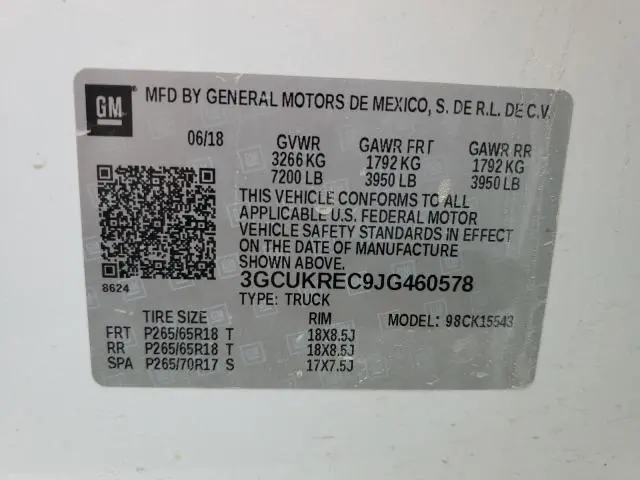 GM MFD BY GENERAL MOTORS DE MEXICO, S. DE R.L. DE C.V.
06/18 GVWR GAWR FRT GAWR RR
3266 KG 1792 KG 1792 KG
7200 LB 3950 LB 3950 LB
THIS VEHICLE CONFORMS TO ALL
APPLICABLE U.S. FEDERAL MOTOR
VEHICLE SAFETY STANDARDS IN EFFECT
ON THE DATE OF MANUFACTURE
SHOWN ABOVE.
8624 3GCUKREC9JG460578
TYPE: TRUCK
TIRE SIZE RIM MODEL: 98CK15543
FRT P265/65R18 T 18X8.5J
RR P265/65R18 T 18X8.5J
SPA P265/70R17 S 17X7.5J